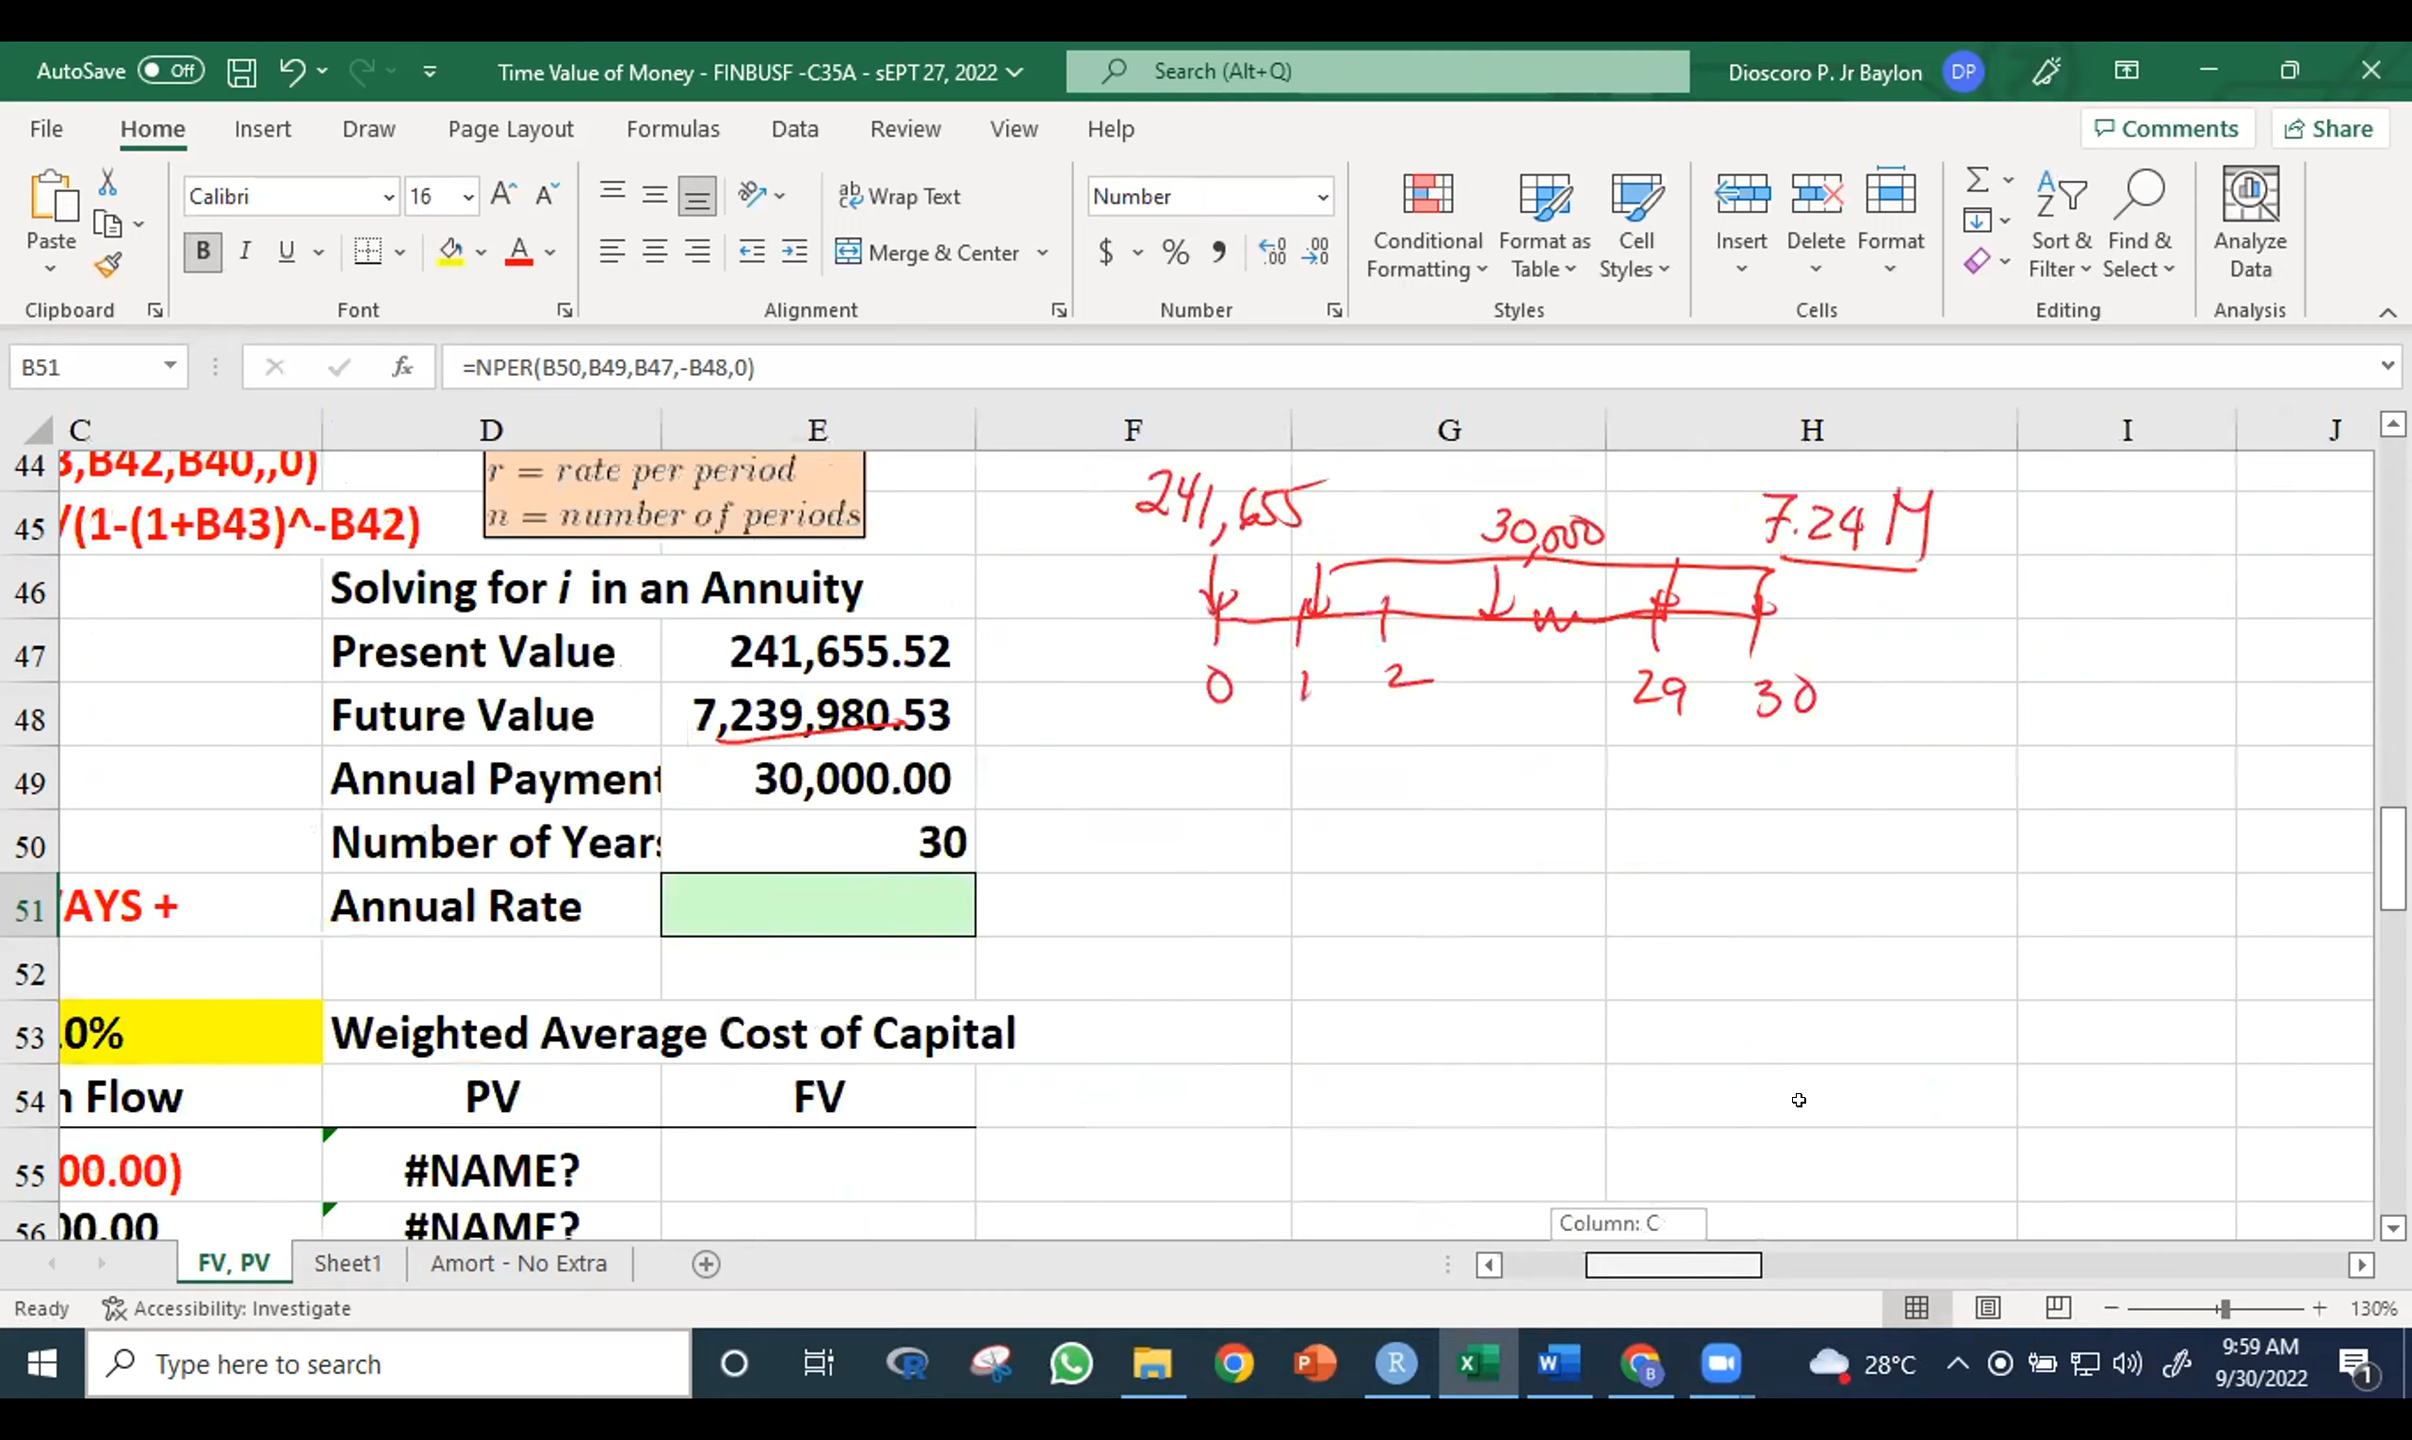 AutoSave Off
Time Value of Money - FINBUSF -C35A - sEPT 27, 2022
Search (Alt+Q)
Dioscoro P. Jr Baylon DP
File Home Insert Draw Page Layout Formulas Data Review View Help
Comments Share
Paste
Clipboard
Calibri 16
B I U
Font
Wrap Text
Merge & Center
Alignment
Number
Number
Conditional Formatting
Format as Table
Cell Styles
Styles
Insert Delete Format
Cells
Sort & Filter
Find & Select
Editing
Analyze Data
Analysis
B51 fx =NPER(B50,B49,B47,-B48,0)
C D E F G H I J
44 3,B42,B40,,0) r = rate per period
241,655
45 /(1-(1+B43)^-B42) n = number of periods
30,000 7.24 M
46 Solving for i in an Annuity
47 Present Value 241,655.52
0 1 2 29 30
48 Future Value 7,239,980.53
49 Annual Payment 30,000.00
50 Number of Years 30
51 /AYS + Annual Rate
52
53 .0% Weighted Average Cost of Capital
54 n Flow PV FV
55 00.00) #NAME?
56 00.00 #NAME?
Column: C
FV, PV Sheet1 Amort - No Extra
Ready Accessibility: Investigate 130%
Type here to search
28°C
9:59 AM
9/30/2022
1